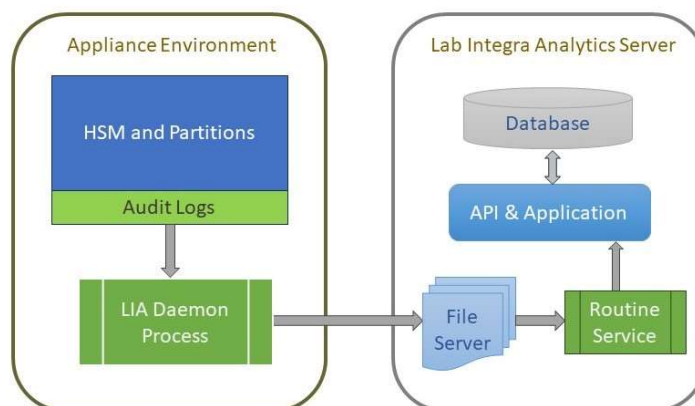 Appliance Environment
HSM and Partitions
Audit Logs
LIA Daemon
Process
Lab Integra Analytics Server
Database
API & Application
File
Server
Routine
Service